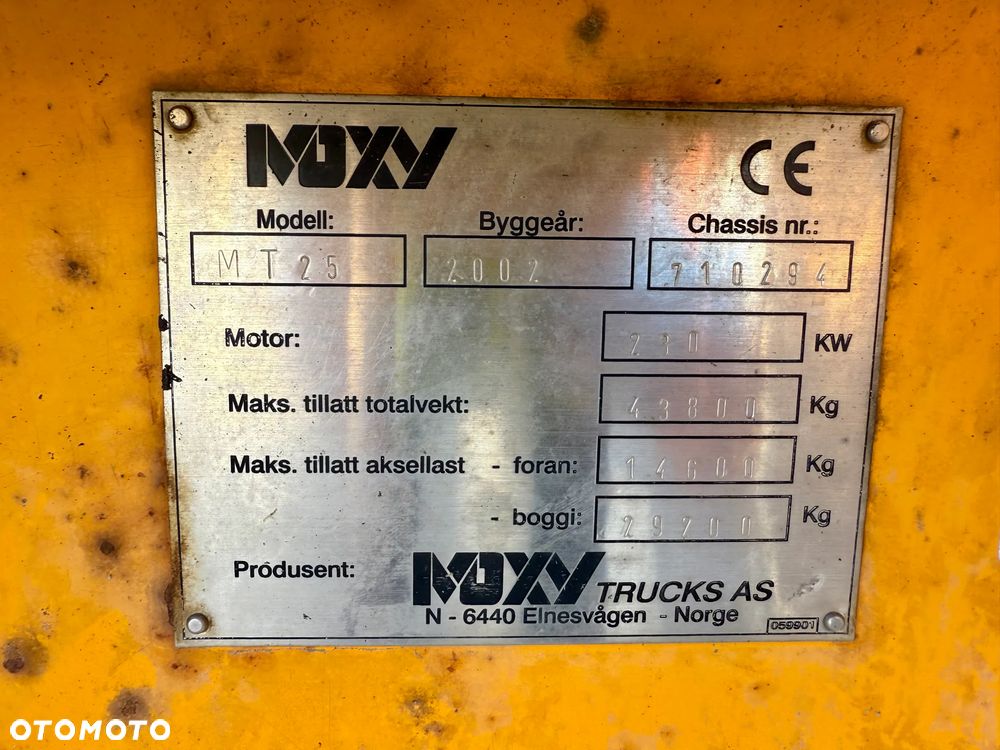 MOXY CE
Modell: Byggeår: Chassis nr.:
MT25 2002 710294
Motor: 230 KW
Maks. tillatt totalvekt: 43800 Kg
Maks. tillatt aksellast - foran: 14600 Kg
- boggi: 29200 Kg
Produsent: MOXY TRUCKS AS
N - 6440 Elnesvågen - Norge
059901
OTOMOTO